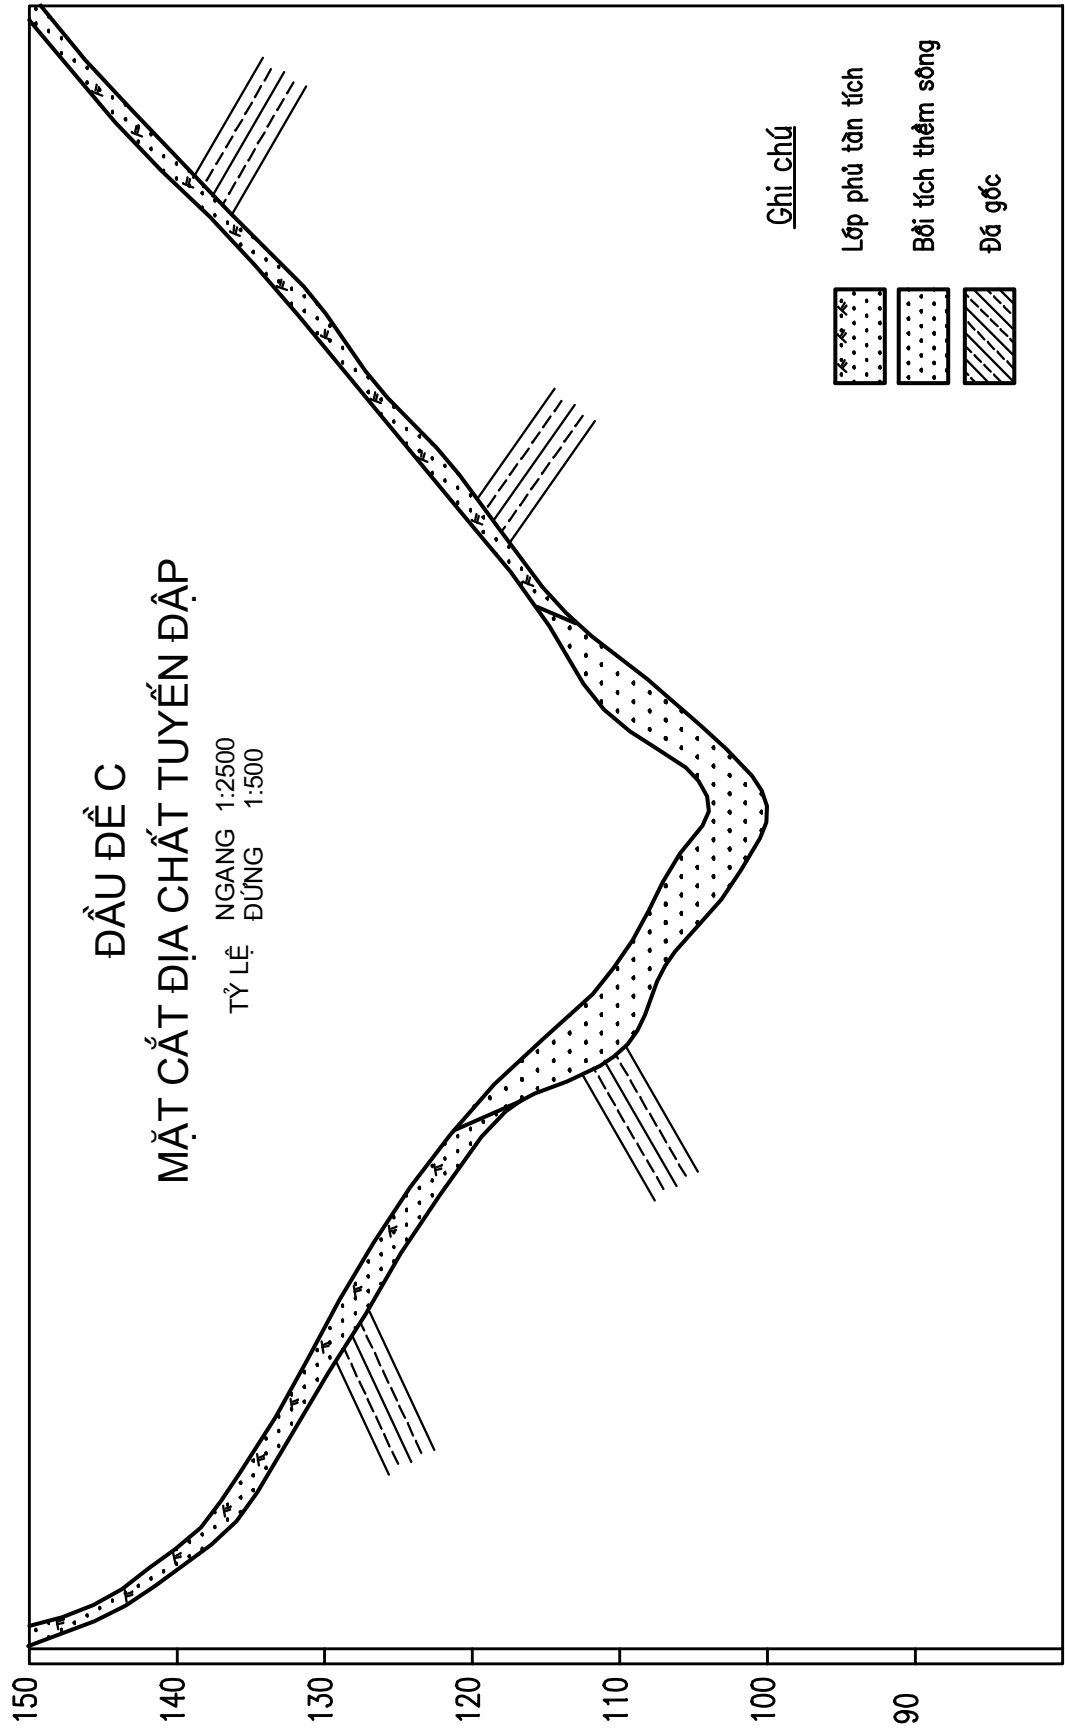 ĐẦU ĐỀ C
MẶT CẮT ĐỊA CHẤT TUYẾN ĐẬP
TỶ LỆ NGANG 1:2500
ĐỨNG 1:500
150
140
130
120
110
100
90
Ghi chú
Lớp phủ tàn tích
Bồi tích thềm sông
Đá gốc